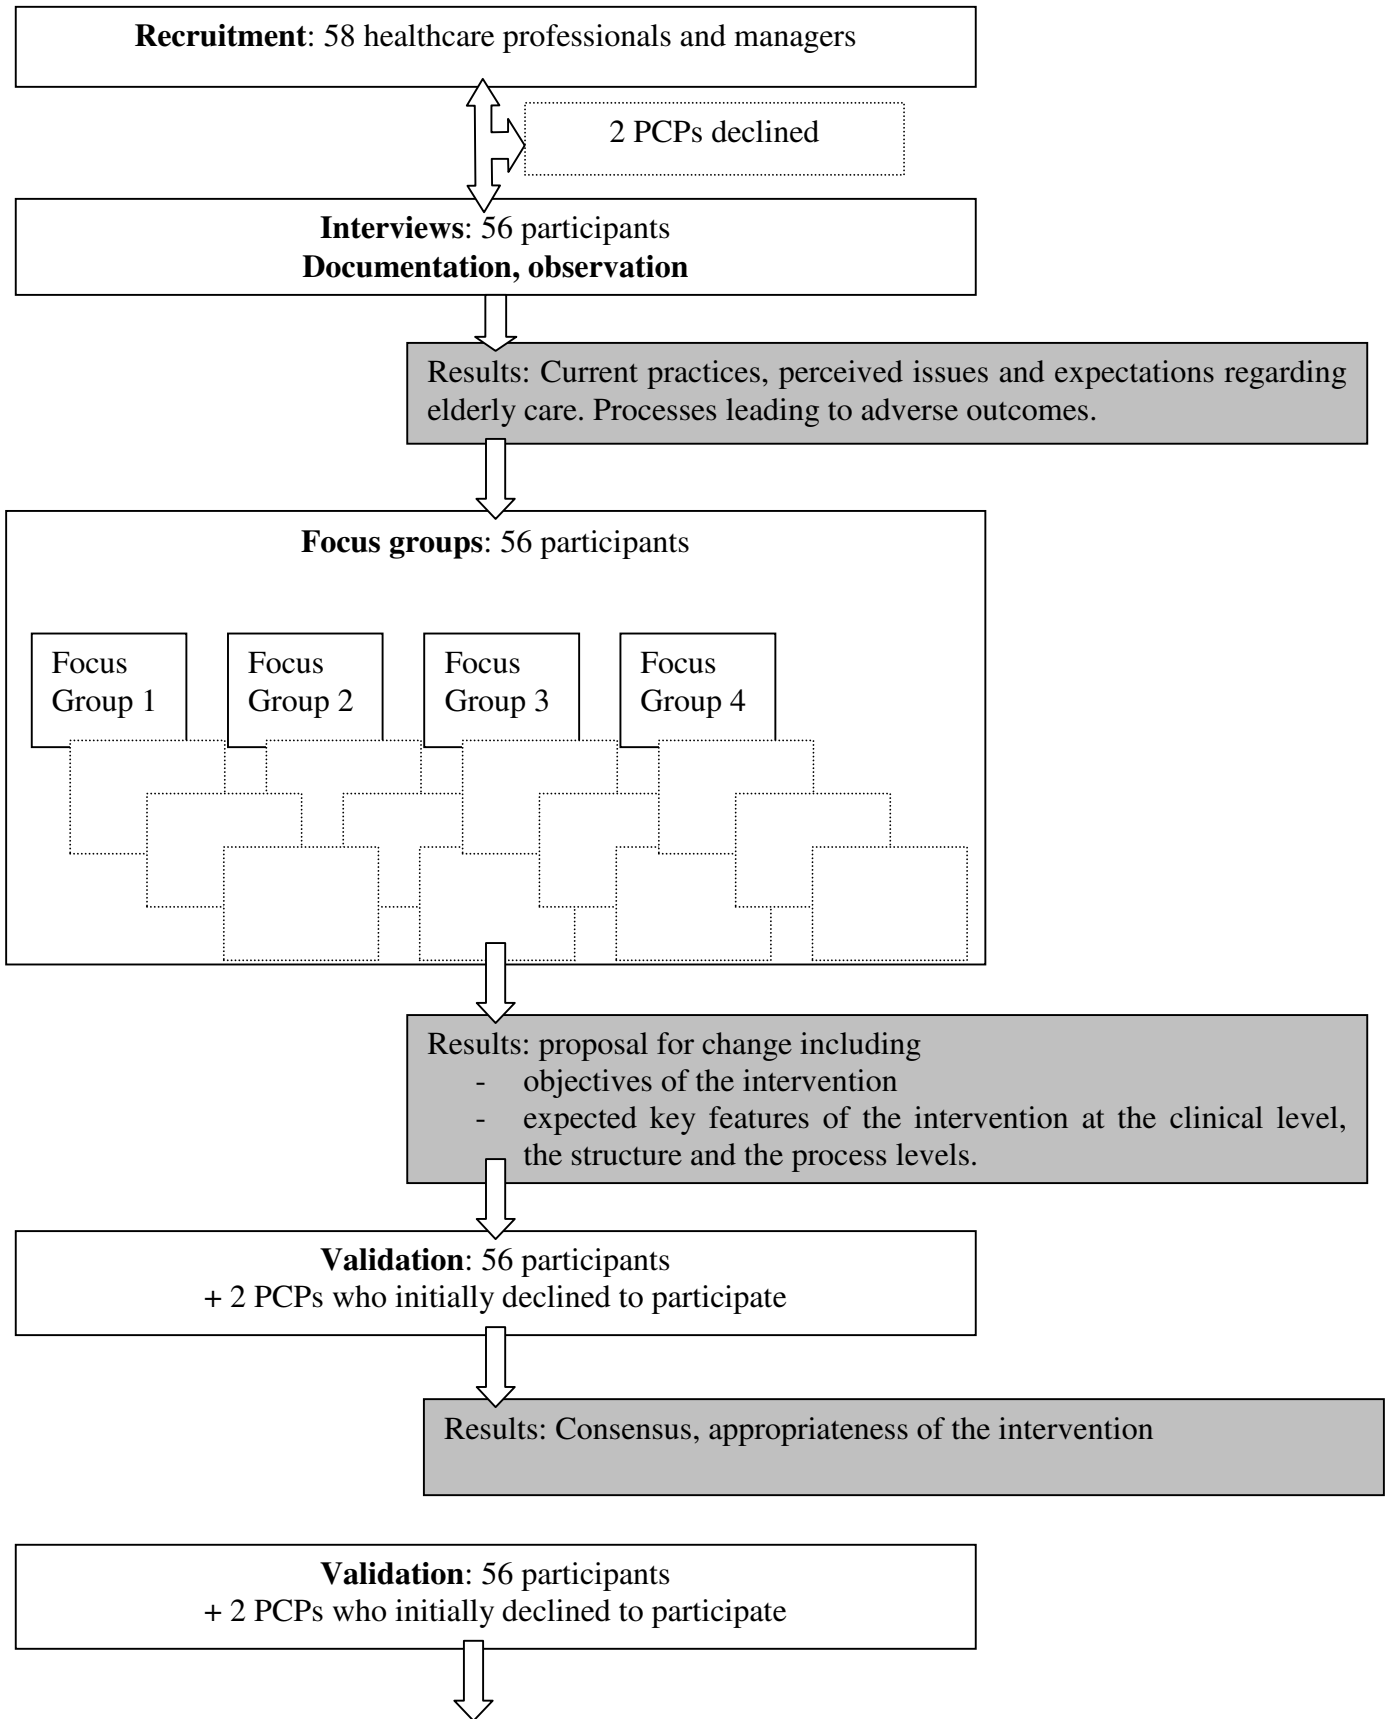 Recruitment: 58 healthcare professionals and managers
2 PCPs declined
Interviews: 56 participants
Documentation, observation
Results: Current practices, perceived issues and expectations regarding
elderly care. Processes leading to adverse outcomes.
Focus groups: 56 participants
Focus
Group 1
Focus
Group 2
Focus
Group 3
Focus
Group 4
Results: proposal for change including
- objectives of the intervention
- expected key features of the intervention at the clinical level,
the structure and the process levels.
Validation: 56 participants
+ 2 PCPs who initially declined to participate
Results: Consensus, appropriateness of the intervention
Validation: 56 participants
+ 2 PCPs who initially declined to participate